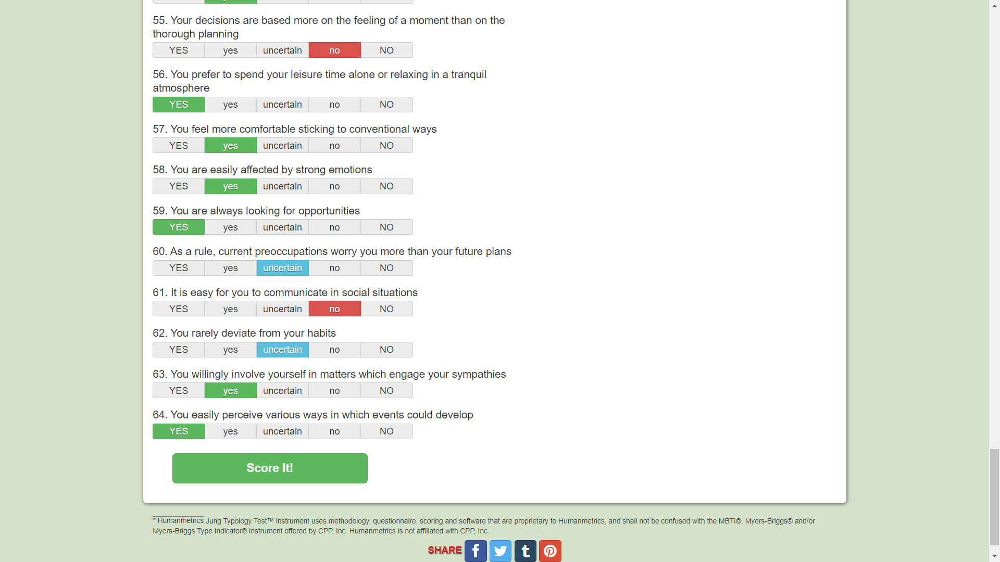 55. Your decisions are based more on the feeling of a moment than on the
thorough planning
YES yes uncertain no NO
56. You prefer to spend your leisure time alone or relaxing in a tranquil
atmosphere
YES yes uncertain no NO
57. You feel more comfortable sticking to conventional ways
YES yes uncertain no NO
58. You are easily affected by strong emotions
YES yes uncertain no NO
59. You are always looking for opportunities
YES yes uncertain no NO
60. As a rule, current preoccupations worry you more than your future plans
YES yes uncertain no NO
61. It is easy for you to communicate in social situations
YES yes uncertain no NO
62. You rarely deviate from your habits
YES yes uncertain no NO
63. You willingly involve yourself in matters which engage your sympathies
YES yes uncertain no NO
64. You easily perceive various ways in which events could develop
YES yes uncertain no NO
Score It!
* Humanmetrics Jung Typology Test™ instrument uses methodology, questionnaire, scoring and software that are proprietary to Humanmetrics, and shall not be confused with the MBTI®, Myers-Briggs® and/or
Myers-Briggs Type Indicator® instrument offered by CPP, Inc. Humanmetrics is not affiliated with CPP, Inc.
SHARE